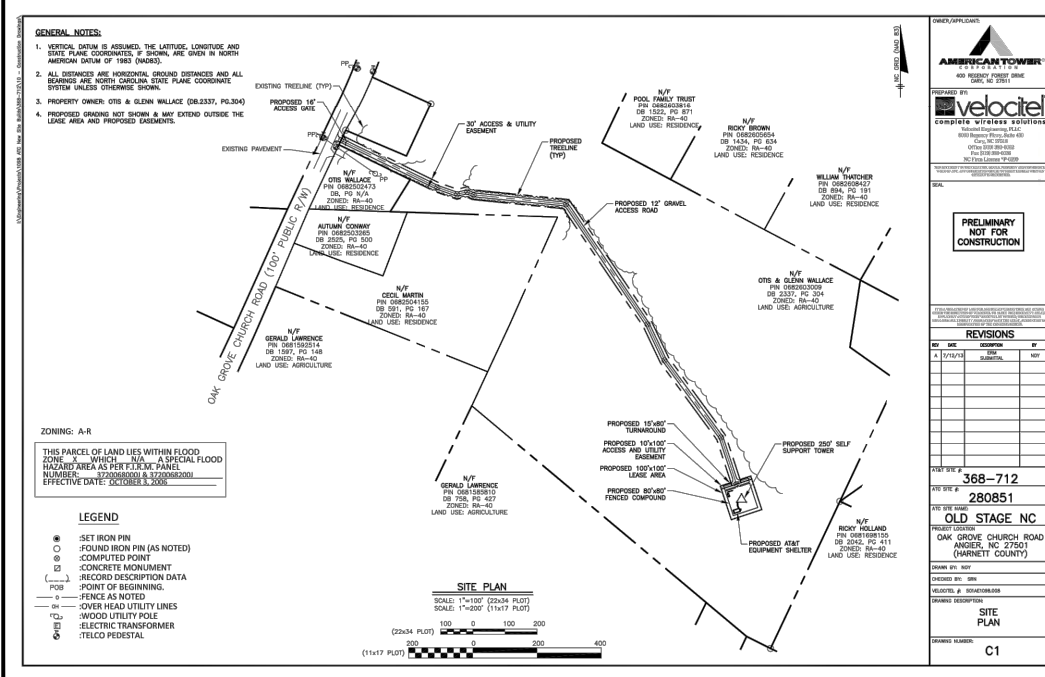 GENERAL NOTES:
1. VERTICAL DATUM IS ASSUMED. THE LATITUDE, LONGITUDE AND
STATE PLANE COORDINATES, IF SHOWN, ARE GIVEN IN NORTH
AMERICAN DATUM OF 1983 (NAD83).
2. ALL DISTANCES ARE HORIZONTAL GROUND DISTANCES AND ALL
BEARINGS ARE NORTH CAROLINA STATE PLANE COORDINATE
SYSTEM UNLESS OTHERWISE SHOWN.
3. PROPERTY OWNER: OTIS & GLENN WALLACE (DB.2337, PG.304)
4. PROPOSED GRADING NOT SHOWN & MAY EXTEND OUTSIDE THE
LEASE AREA AND PROPOSED EASEMENTS.
PP
EXISTING TREELINE (TYP)
PROPOSED 16'
ACCESS GATE
PP
EXISTING PAVEMENT
PP
30' ACCESS & UTILITY
EASEMENT
PROPOSED
TREELINE
(TYP)
PROPOSED 12' GRAVEL
ACCESS ROAD
NC GRID (NAD 83)
N/F
POOL FAMILY TRUST
PIN 0682603816
DB 1522, PG 871
ZONED: RA-40
LAND USE: RESIDENCE
N/F
RICKY BROWN
PIN 0682605654
DB 1434, PG 634
ZONED: RA-40
LAND USE: RESIDENCE
N/F
WILLIAM THATCHER
PIN 0682608427
DB 894, PG 191
ZONED: RA-40
LAND USE: RESIDENCE
N/F
OTIS WALLACE
PIN 0682502473
DB, PG N/A
ZONED: RA-40
LAND USE: RESIDENCE
N/F
AUTUMN CONWAY
PIN 0682503265
DB 2525, PG 500
ZONED: RA-40
LAND USE: RESIDENCE
N/F
CECIL MARTIN
PIN 0682504155
DB 591, PG 167
ZONED: RA-40
LAND USE: RESIDENCE
N/F
OTIS & GLENN WALLACE
PIN 0682603009
DB 2337, PG 304
ZONED: RA-40
LAND USE: AGRICULTURE
N/F
GERALD LAWRENCE
PIN 0681592514
DB 1597, PG 148
ZONED: RA-40
LAND USE: AGRICULTURE
OAK GROVE CHURCH ROAD (100' PUBLIC R/W)
ZONING: A-R
THIS PARCEL OF LAND LIES WITHIN FLOOD
ZONE X WHICH N/A A SPECIAL FLOOD
HAZARD AREA AS PER F.I.R.M. PANEL
NUMBER: 3720068000J & 3720068200J
EFFECTIVE DATE: OCTOBER 3, 2006
PROPOSED 15'x80'
TURNAROUND
PROPOSED 10'x100'
ACCESS AND UTILITY
EASEMENT
PROPOSED 100'x100'
LEASE AREA
PROPOSED 80'x80'
FENCED COMPOUND
PROPOSED 250' SELF
SUPPORT TOWER
PROPOSED AT&T
EQUIPMENT SHELTER
N/F
GERALD LAWRENCE
PIN 0681585810
DB 758, PG 427
ZONED: RA-40
LAND USE: AGRICULTURE
N/F
RICKY HOLLAND
PIN 0681698155
DB 2042, PG 411
ZONED: RA-40
LAND USE: RESIDENCE
LEGEND
:SET IRON PIN
:FOUND IRON PIN (AS NOTED)
:COMPUTED POINT
:CONCRETE MONUMENT
(____) :RECORD DESCRIPTION DATA
POB :POINT OF BEGINNING.
:FENCE AS NOTED
OH :OVER HEAD UTILITY LINES
:WOOD UTILITY POLE
:ELECTRIC TRANSFORMER
:TELCO PEDESTAL
SITE PLAN
SCALE: 1"=100' (22x34 PLOT)
SCALE: 1"=200' (11x17 PLOT)
100 0 100 200
(22x34 PLOT)
200 0 200 400
(11x17 PLOT)
OWNER/APPLICANT:
AMERICAN TOWER
CORPORATION
400 REGENCY FOREST DRIVE
CARY, NC 27511
PREPARED BY:
velocitel
complete wireless solutions
Velocitel Engineering, PLLC
SEAL
PRELIMINARY
NOT FOR
CONSTRUCTION
REVISIONS
REV DATE DESCRIPTION BY
A 7/12/13 ERM SUBMITTAL NDY
AT&T SITE #:
368-712
ATC SITE #:
280851
ATC SITE NAME:
OLD STAGE NC
PROJECT LOCATION
OAK GROVE CHURCH ROAD
ANGIER, NC 27501
(HARNETT COUNTY)
DRAWN BY: NDY
CHECKED BY: SRN
DRAWING DESCRIPTION:
SITE
PLAN
DRAWING NUMBER:
C1